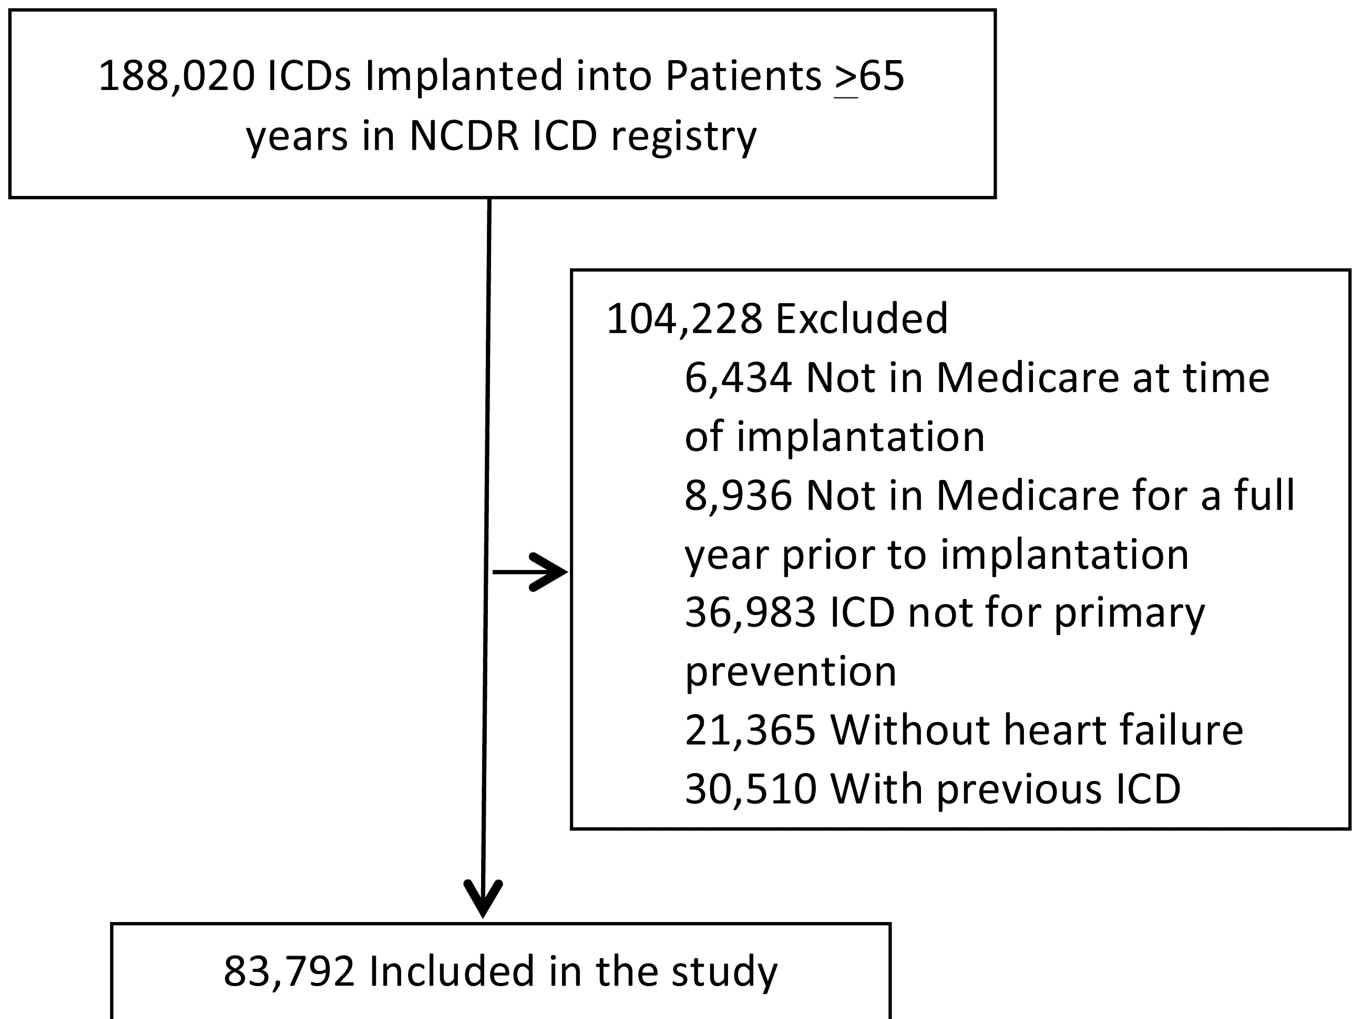 188,020 ICDs Implanted into Patients >65
years in NCDR ICD registry
104,228 Excluded
6,434 Not in Medicare at time
of implantation
8,936 Not in Medicare for a full
year prior to implantation
36,983 ICD not for primary
prevention
21,365 Without heart failure
30,510 With previous ICD
83,792 Included in the study